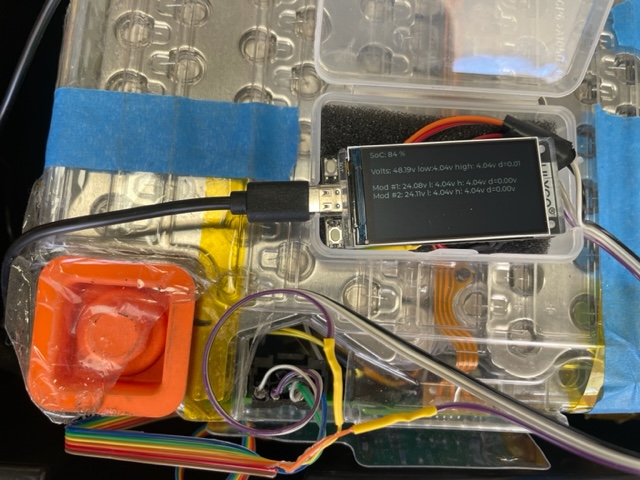 SoC: 84 %
Volts: 48.19v low:4.04v high: 4.04v d=0.01
Mod #1: 24.08v l: 4.04v h: 4.04v d=0.00v
Mod #2: 24.11v l: 4.04v h: 4.04v d=0.00v